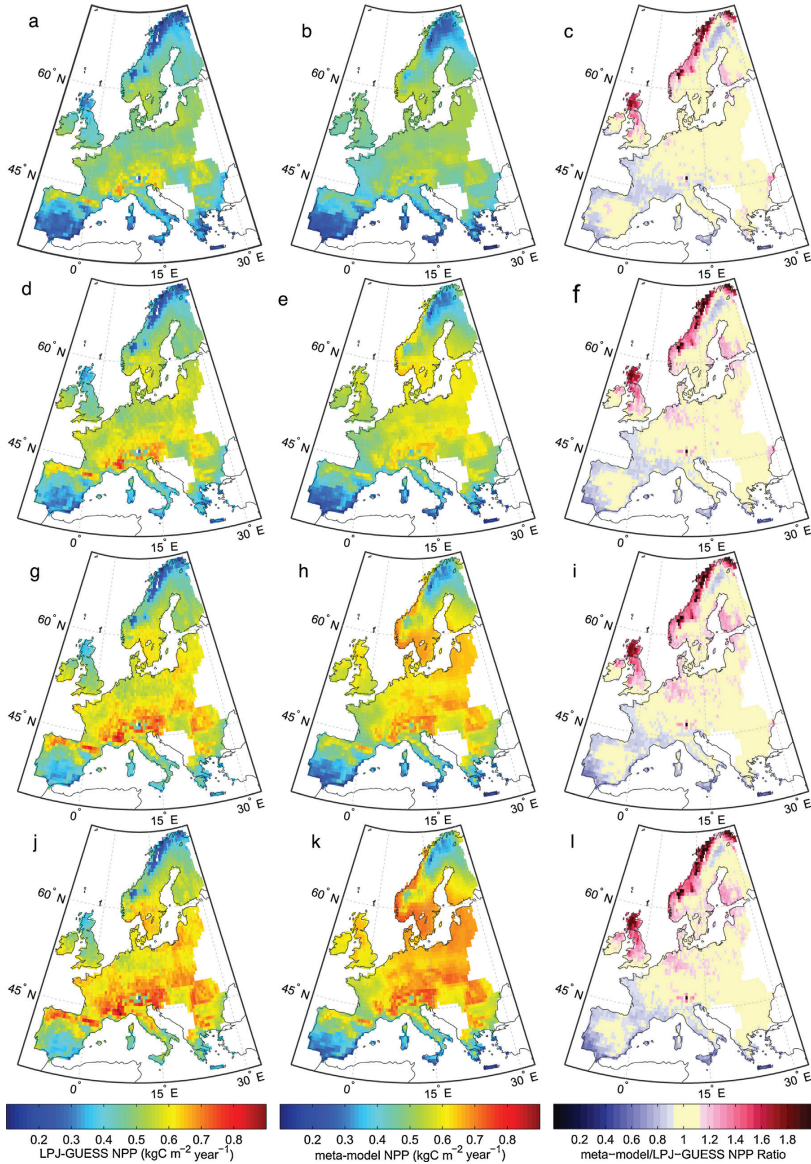 a
b
c
60° N
60° N
60° N
45° N
45° N
45° N
0°
15° E
30° E
0°
15° E
30° E
0°
15° E
30° E
d
e
f
60° N
60° N
60° N
45° N
45° N
45° N
0°
15° E
30° E
0°
15° E
30° E
0°
15° E
30° E
g
h
i
60° N
60° N
60° N
45° N
45° N
45° N
0°
15° E
30° E
0°
15° E
30° E
0°
15° E
30° E
j
k
l
60° N
60° N
60° N
45° N
45° N
45° N
0°
15° E
30° E
0°
15° E
30° E
0°
15° E
30° E
0.2 0.3 0.4 0.5 0.6 0.7 0.8
LPJ-GUESS NPP (kgC m−2 year−1)
0.2 0.3 0.4 0.5 0.6 0.7 0.8
meta-model NPP (kgC m−2 year−1)
0.2 0.4 0.6 0.8 1 1.2 1.4 1.6 1.8
meta−model/LPJ−GUESS NPP Ratio